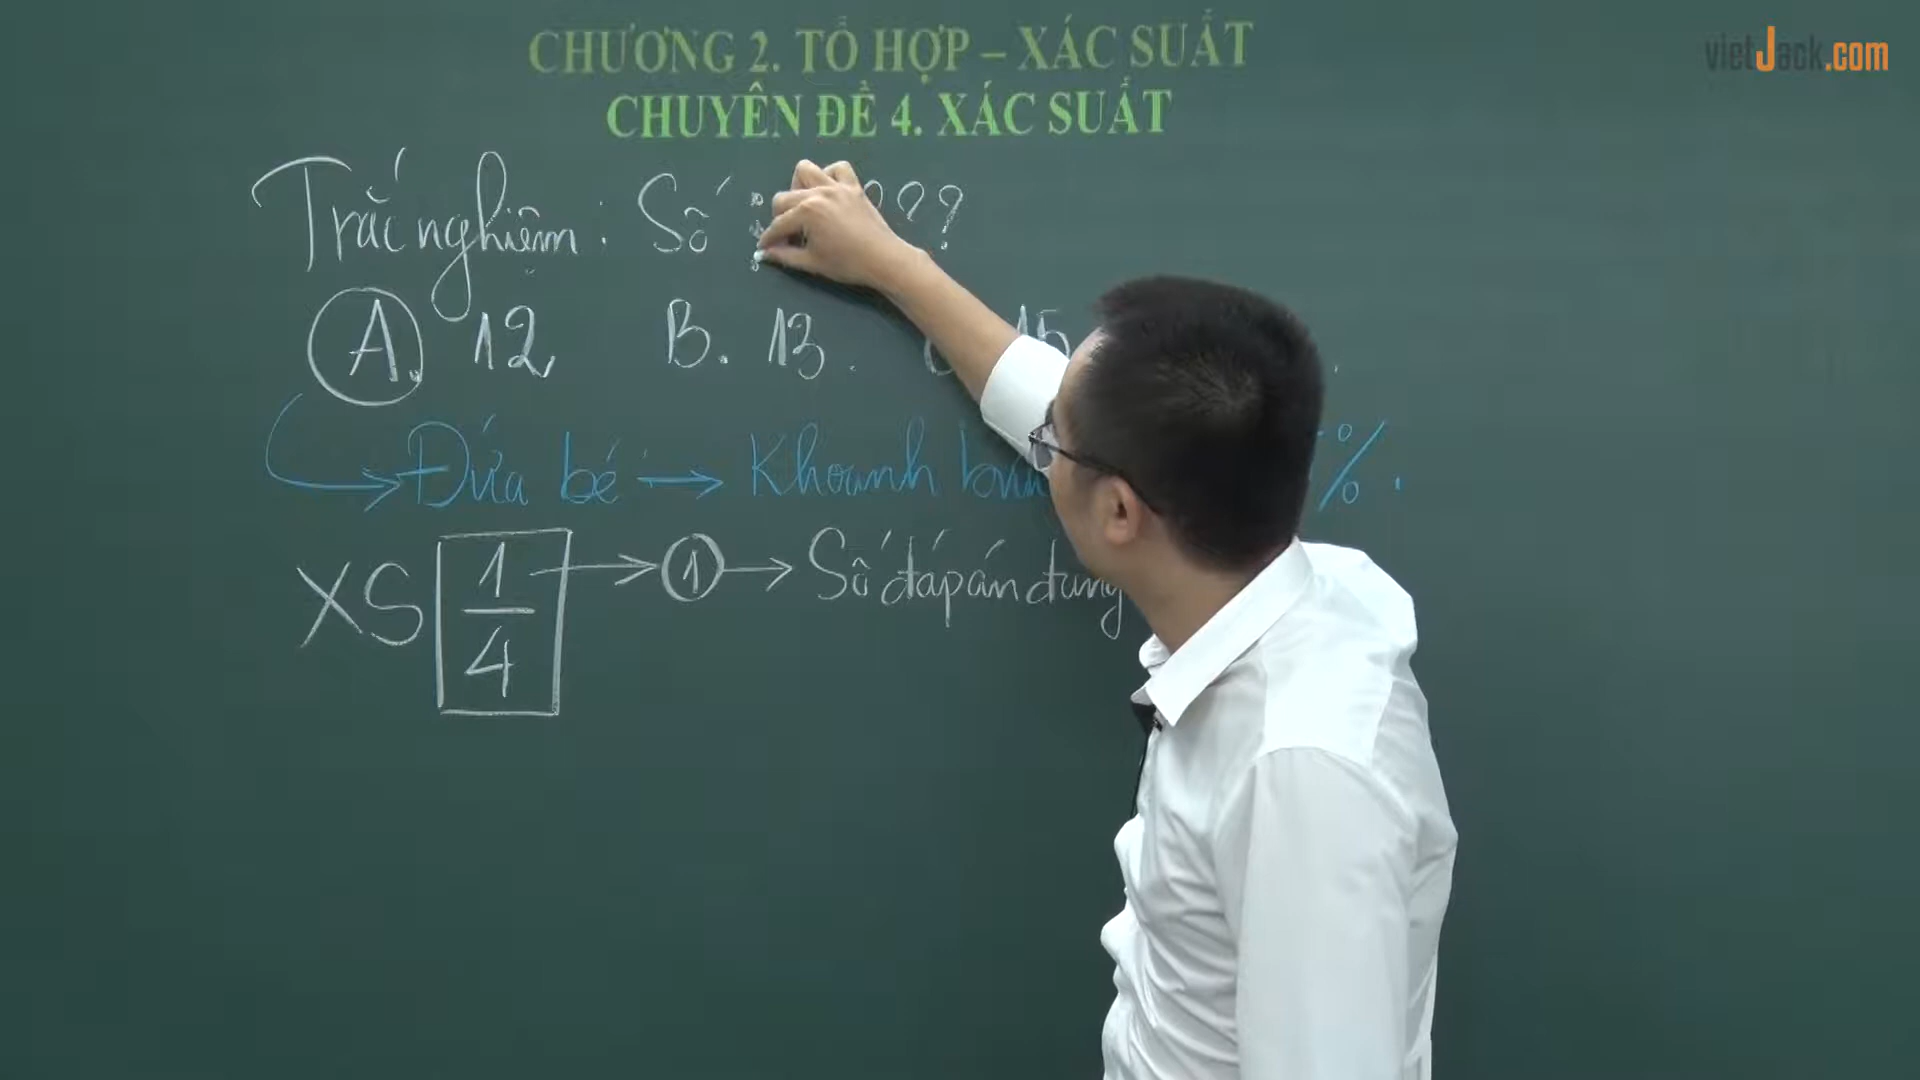 vietJack.com
CHƯƠNG 2. TỔ HỢP – XÁC SUẤT
CHUYÊN ĐỀ 4. XÁC SUẤT
Trắc nghiệm : Số : ???
A. 12 B. 13. 15
→ Đứa bé → Khoanh %.
XS 1/4 → 1 → Số đáp án đúng